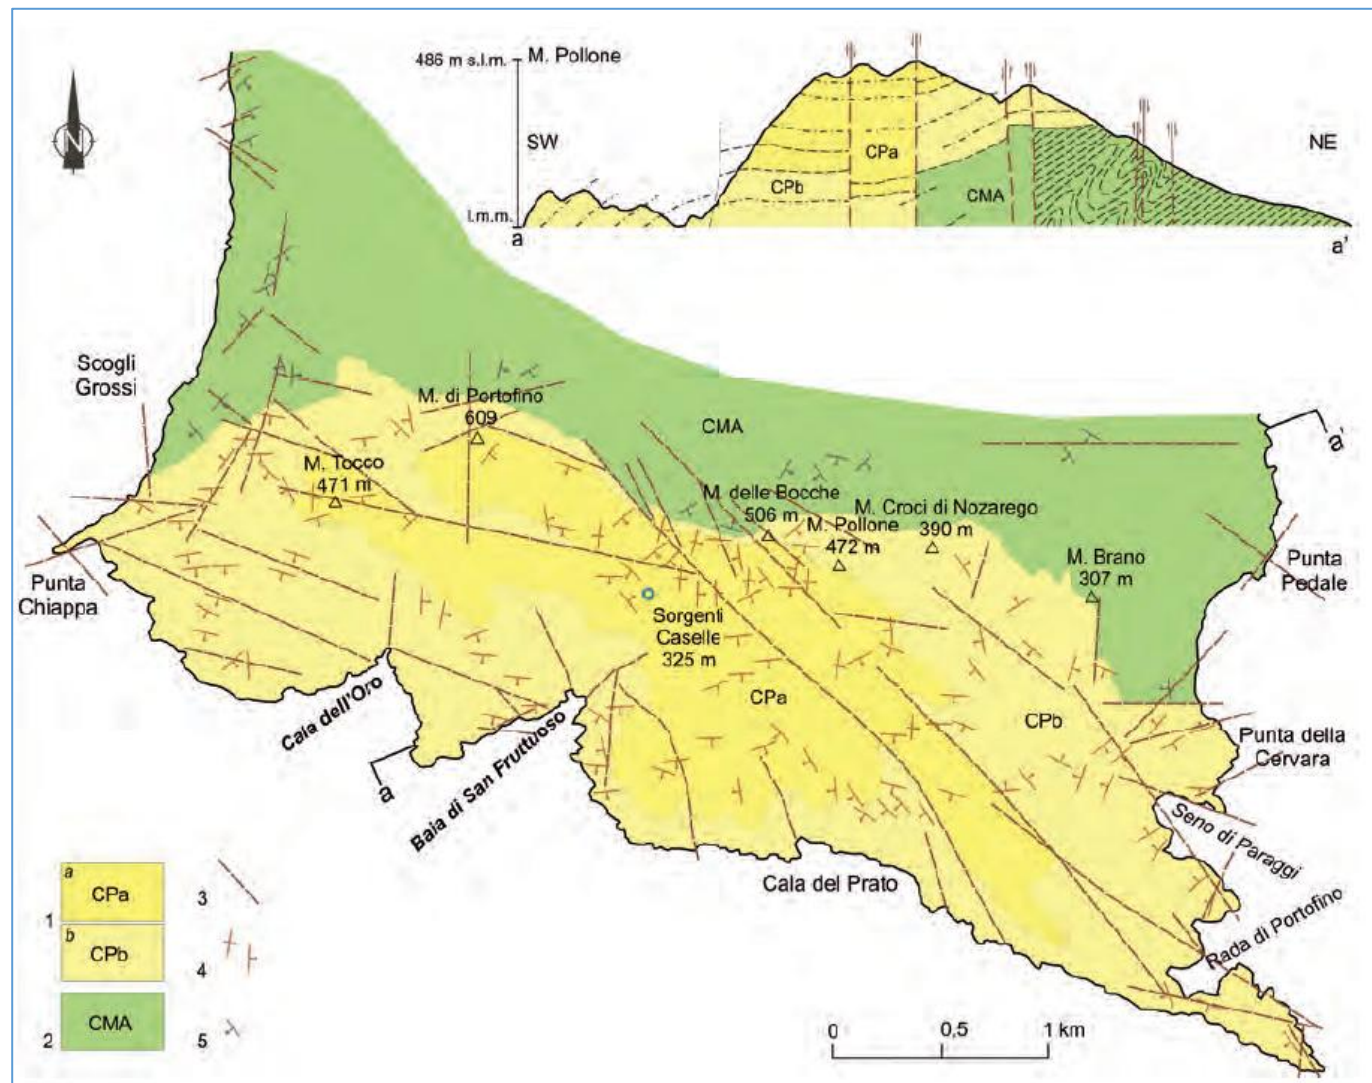 486 m s.l.m.
M. Pollone
SW
NE
CPa
CPb
CMA
l.m.m.
a
a'
N
Scogli
Grossi
M. di Portofino
609
CMA
a'
M. Tocco
471 m
M. delle Bocche
506 m
M. Croci di Nozarego
390 m
M. Pollone
472 m
M. Brano
307 m
Punta
Pedale
Punta
Chiappa
Sorgenti
Caselle
325 m
CPa
CPb
Cala dell'Oro
a
Baia di San Fruttuoso
Punta della
Cervara
Seno di Paraggi
Cala del Prato
Rada di Portofino
a
CPa
1
3
b
CPb
4
CMA
2
5
0
0,5
1 km